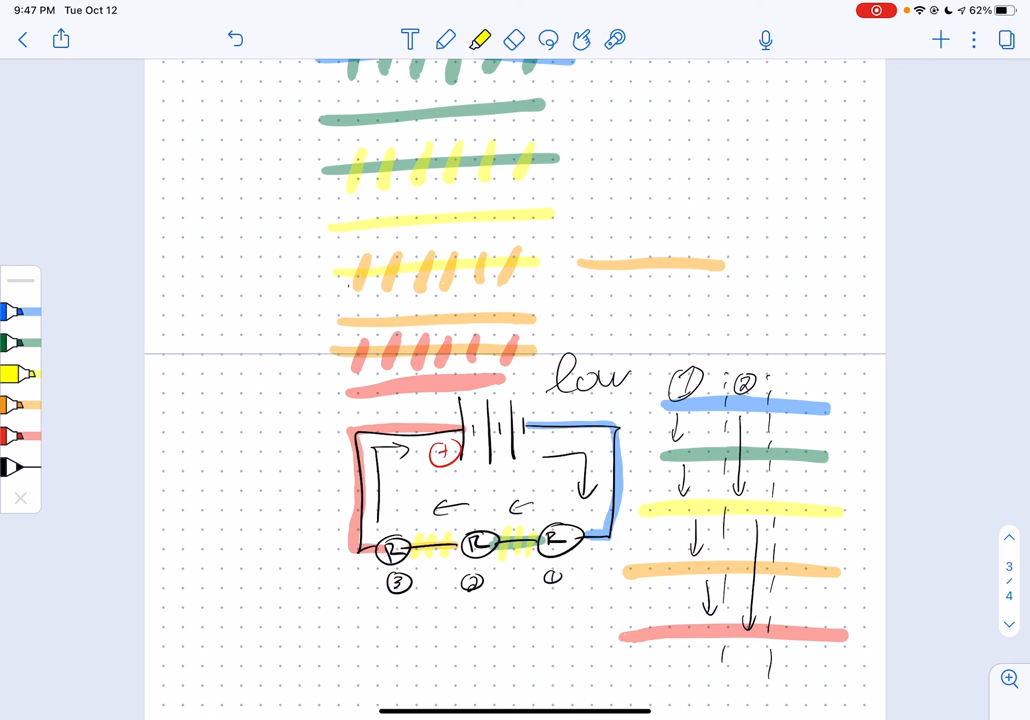 9:47 PM Tue Oct 12
62%
T
low
① ②
+
R R R
③ ② ①
3
/
4